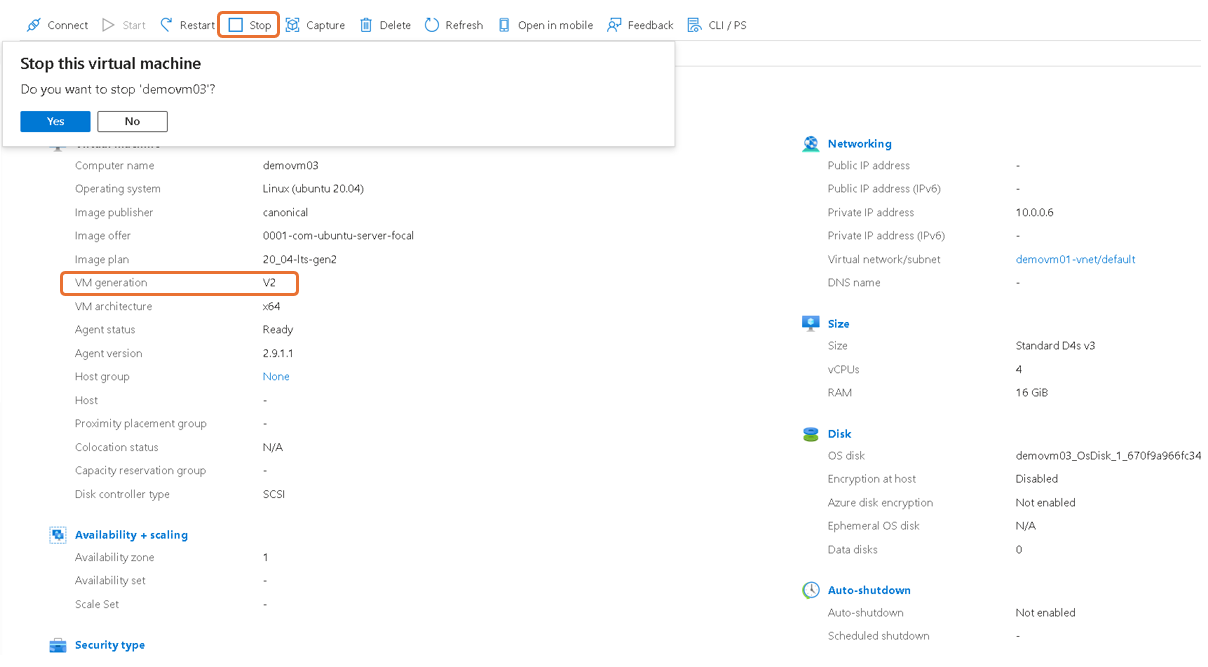 Connect Start Restart Stop Capture Delete Refresh Open in mobile Feedback CLI / PS
Stop this virtual machine
Do you want to stop 'demovm03'?
Yes No
Computer name demovm03
Operating system Linux (ubuntu 20.04)
Image publisher canonical
Image offer 0001-com-ubuntu-server-focal
Image plan 20_04-lts-gen2
VM generation V2
VM architecture x64
Agent status Ready
Agent version 2.9.1.1
Host group None
Host -
Proximity placement group -
Colocation status N/A
Capacity reservation group -
Disk controller type SCSI
Availability + scaling
Availability zone 1
Availability set -
Scale Set -
Security type
Networking
Public IP address -
Public IP address (IPv6) -
Private IP address 10.0.0.6
Private IP address (IPv6) -
Virtual network/subnet demovm01-vnet/default
DNS name -
Size
Size Standard D4s v3
vCPUs 4
RAM 16 GiB
Disk
OS disk demovm03_OsDisk_1_670f9a966fc34
Encryption at host Disabled
Azure disk encryption Not enabled
Ephemeral OS disk N/A
Data disks 0
Auto-shutdown
Auto-shutdown Not enabled
Scheduled shutdown -